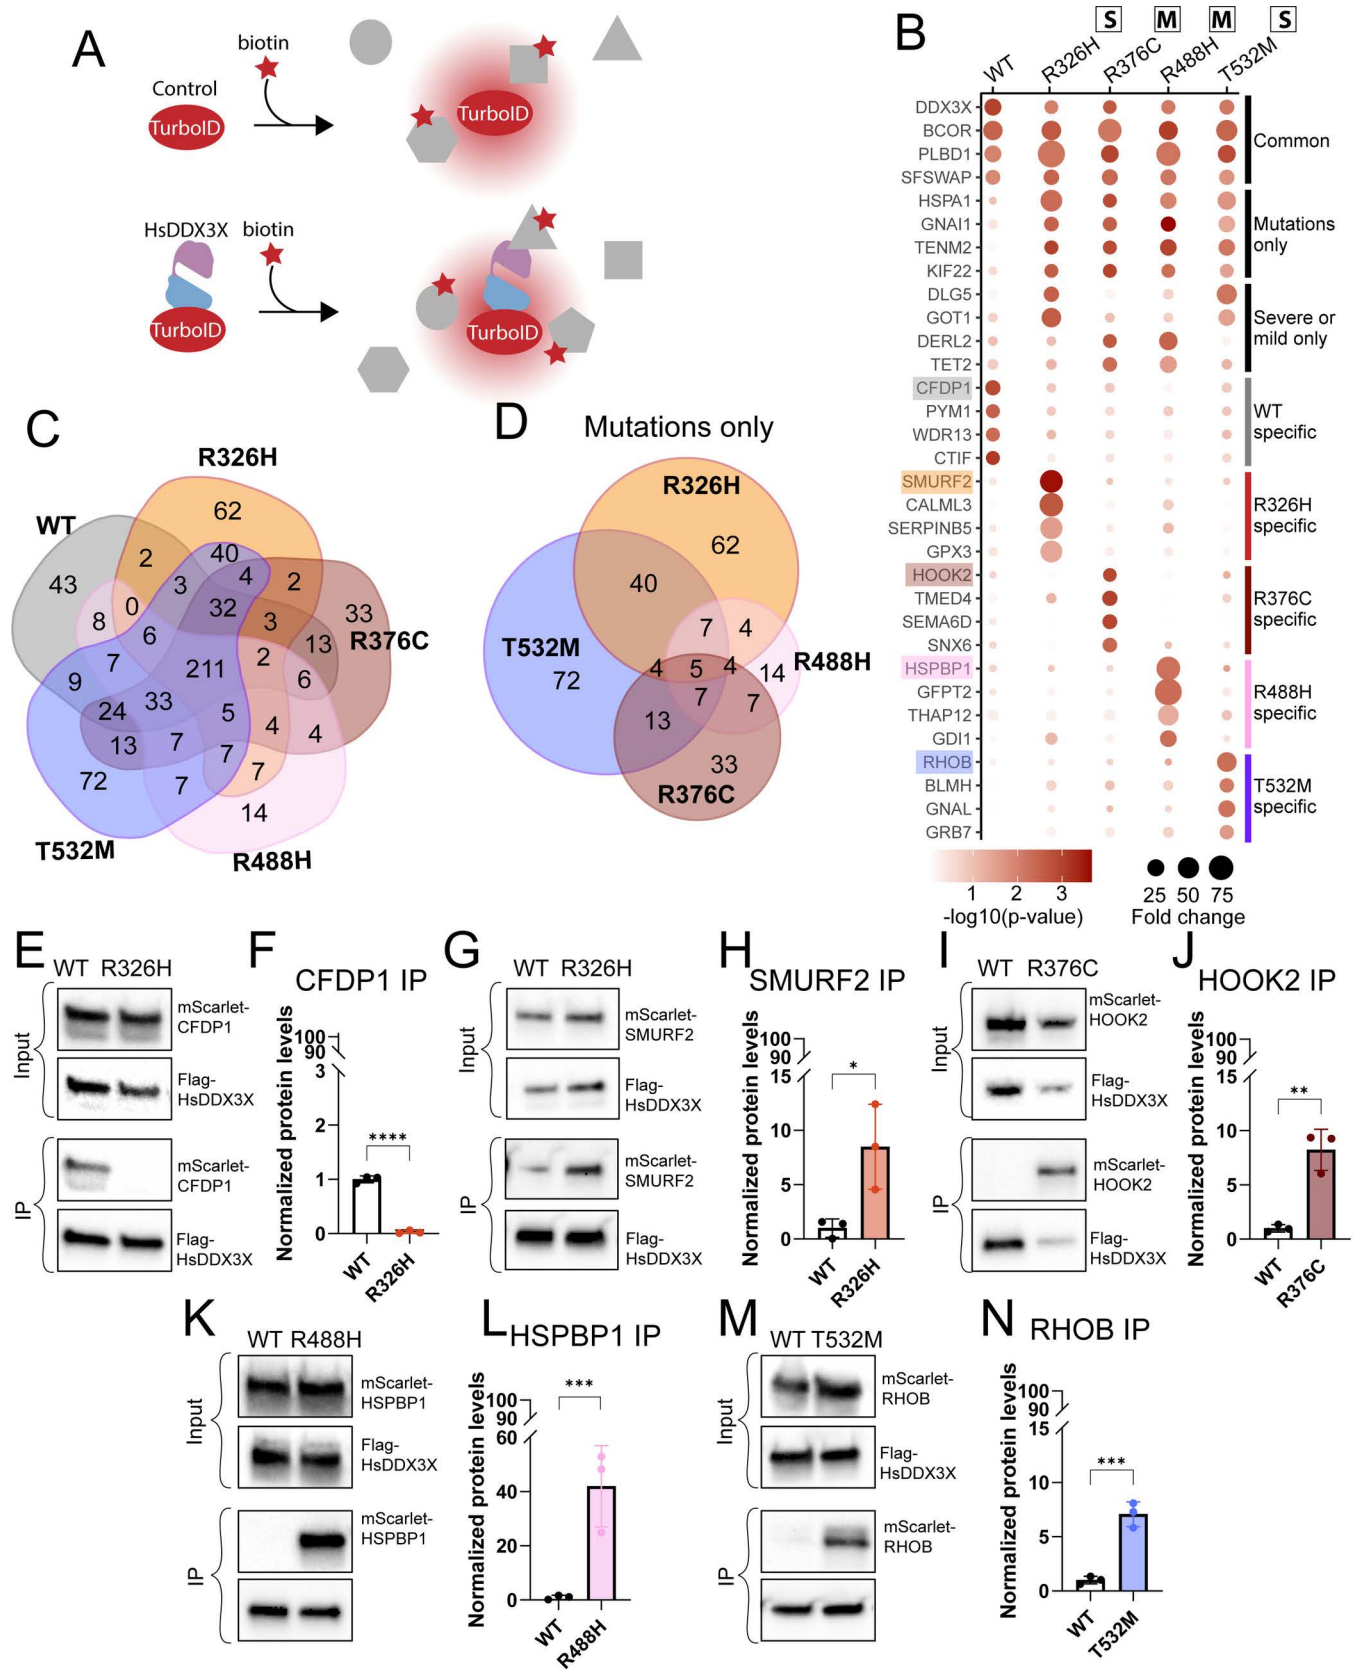 A
biotin
Control
TurboID
TurboID
HsDDX3X
biotin
TurboID
TurboID
B
S
M
M
S
WT
R326H
R376C
R488H
T532M
DDX3X
BCOR
PLBD1
SFSWAP
HSPA1
GNAI1
TENM2
KIF22
DLG5
GOT1
DERL2
TET2
CFDP1
PYM1
WDR13
CTIF
SMURF2
CALML3
SERPINB5
GPX3
HOOK2
TMED4
SEMA6D
SNX6
HSPBP1
GFPT2
THAP12
GDI1
RHOB
BLMH
GNAL
GRB7
Common
Mutations
only
Severe or
mild only
WT
specific
R326H
specific
R376C
specific
R488H
specific
T532M
specific
1 2 3
-log10(p-value)
25 50 75
Fold change
C
R326H
WT
62
2
40
43
3
4
2
8
0
32
33
6
3
13
R376C
7
211
2
9
6
33
24
5
4
4
13
7
7
7
72
7
14
T532M
R488H
D
Mutations only
R326H
62
40
T532M
7
4
R488H
72
4
5
4
14
7
7
13
33
R376C
E
WT R326H
Input
mScarlet-
CFDP1
Flag-
HsDDX3X
IP
mScarlet-
CFDP1
Flag-
HsDDX3X
F
CFDP1 IP
Normalized protein levels
100
90
3
2
1
0
****
WT
R326H
G
WT R326H
Input
mScarlet-
SMURF2
Flag-
HsDDX3X
IP
mScarlet-
SMURF2
Flag-
HsDDX3X
H
SMURF2 IP
Normalized protein levels
100
90
15
10
5
0
*
WT
R326H
I
WT R376C
Input
mScarlet-
HOOK2
Flag-
HsDDX3X
IP
mScarlet-
HOOK2
Flag-
HsDDX3X
J
HOOK2 IP
Normalized protein levels
100
90
15
10
5
0
**
WT
R376C
K
WT R488H
Input
mScarlet-
HSPBP1
Flag-
HsDDX3X
IP
mScarlet-
HSPBP1
L
HSPBP1 IP
Normalized protein levels
100
90
60
40
20
0
***
WT
R488H
M
WT T532M
Input
mScarlet-
RHOB
Flag-
HsDDX3X
IP
mScarlet-
RHOB
N
RHOB IP
Normalized protein levels
100
90
15
10
5
0
***
WT
T532M